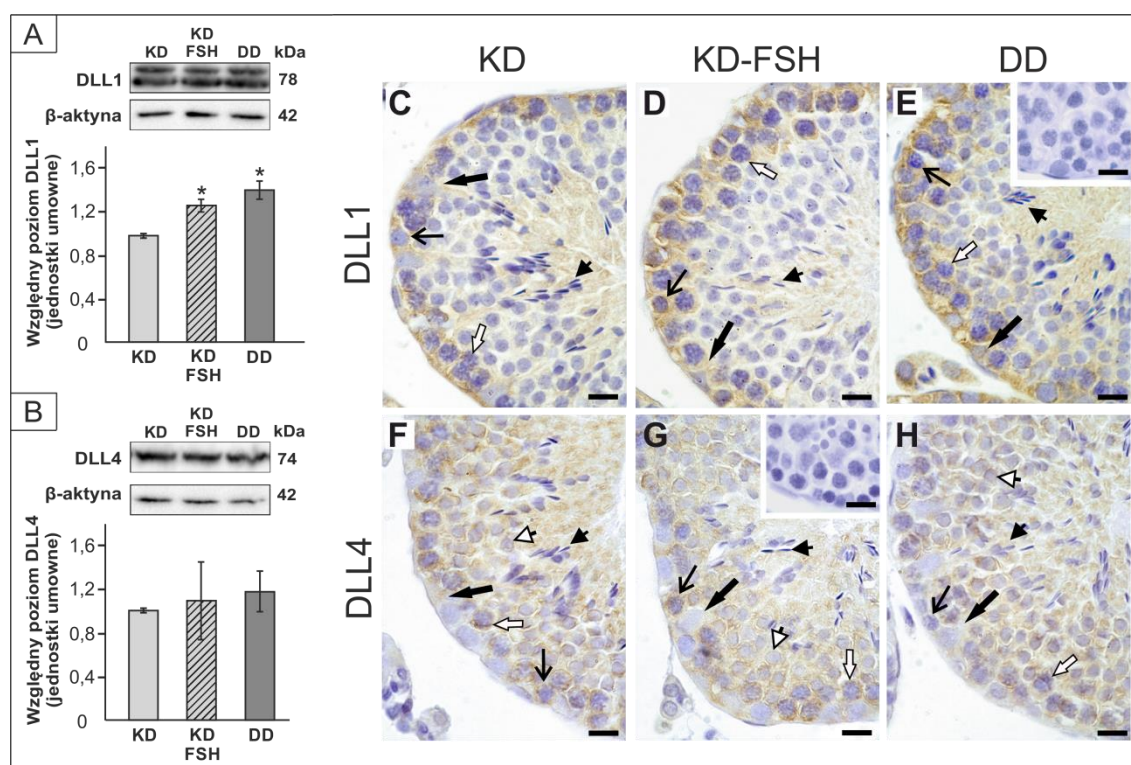 A
KD KD FSH DD kDa
DLL1 78
β-aktyna 42
Względny poziom DLL1
(jednostki umowne)
1,6
1,2
0,8
0,4
0
* *
KD KD FSH DD
B
KD KD FSH DD kDa
DLL4 74
β-aktyna 42
Względny poziom DLL4
(jednostki umowne)
1,6
1,2
0,8
0,4
0
KD KD FSH DD
KD KD-FSH DD
DLL1
C D E
DLL4
F G H